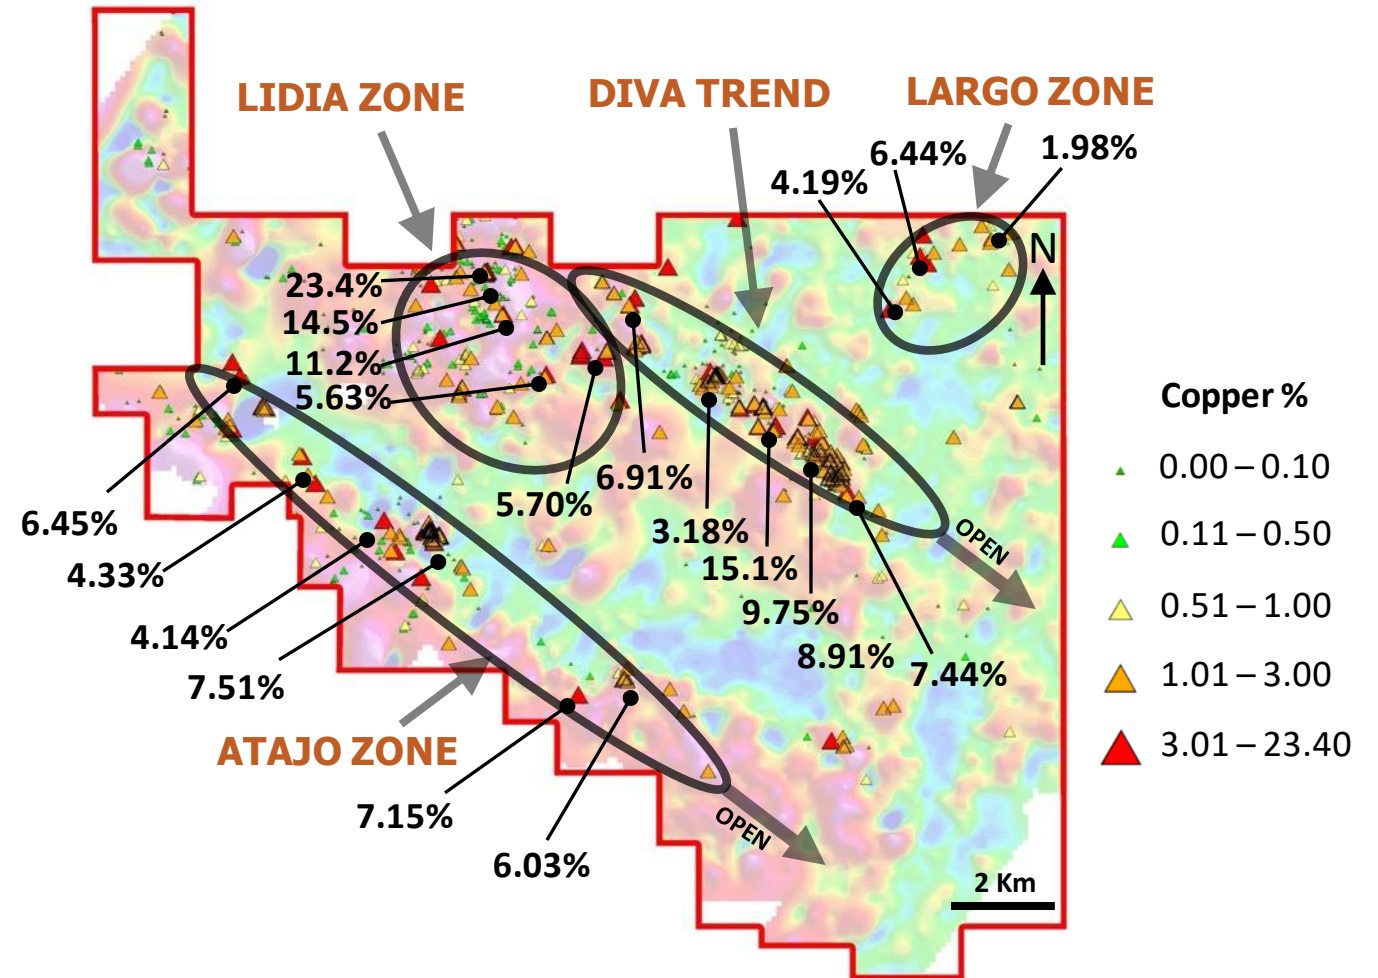 LIDIA ZONE
DIVA TREND
LARGO ZONE
4.19%
6.44%
1.98%
N
23.4%
14.5%
11.2%
5.63%
5.70%
6.91%
3.18%
15.1%
9.75%
8.91%
7.44%
OPEN
6.45%
4.33%
4.14%
7.51%
ATAJO ZONE
7.15%
6.03%
OPEN
2 Km
Copper %
0.00 – 0.10
0.11 – 0.50
0.51 – 1.00
1.01 – 3.00
3.01 – 23.40